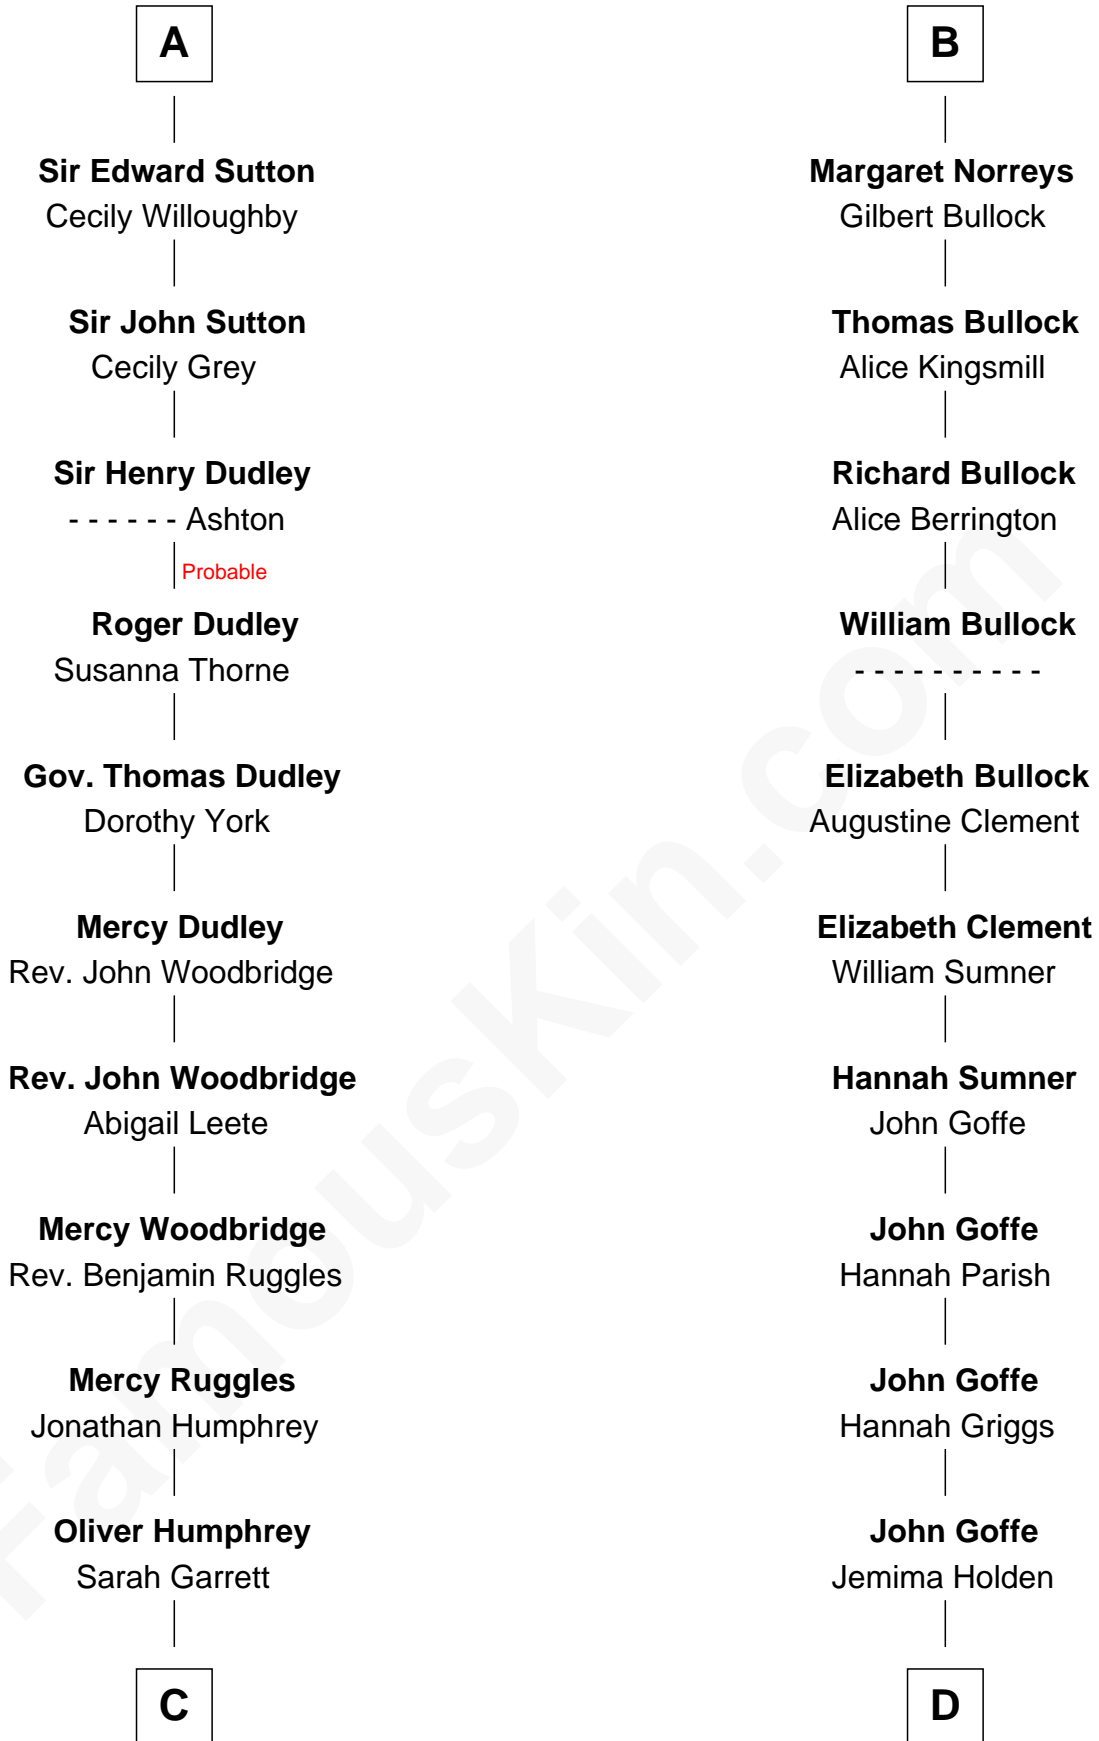 A
Sir Edward Sutton
Cecily Willoughby
Sir John Sutton
Cecily Grey
Sir Henry Dudley
- - - - - - Ashton
Probable
Roger Dudley
Susanna Thorne
Gov. Thomas Dudley
Dorothy York
Mercy Dudley
Rev. John Woodbridge
Rev. John Woodbridge
Abigail Leete
Mercy Woodbridge
Rev. Benjamin Ruggles
Mercy Ruggles
Jonathan Humphrey
Oliver Humphrey
Sarah Garrett
C
B
Margaret Norreys
Gilbert Bullock
Thomas Bullock
Alice Kingsmill
Richard Bullock
Alice Berrington
William Bullock
- - - - - - - - - -
Elizabeth Bullock
Augustine Clement
Elizabeth Clement
William Sumner
Hannah Sumner
John Goffe
John Goffe
Hannah Parish
John Goffe
Hannah Griggs
John Goffe
Jemima Holden
D
FamousKin.com